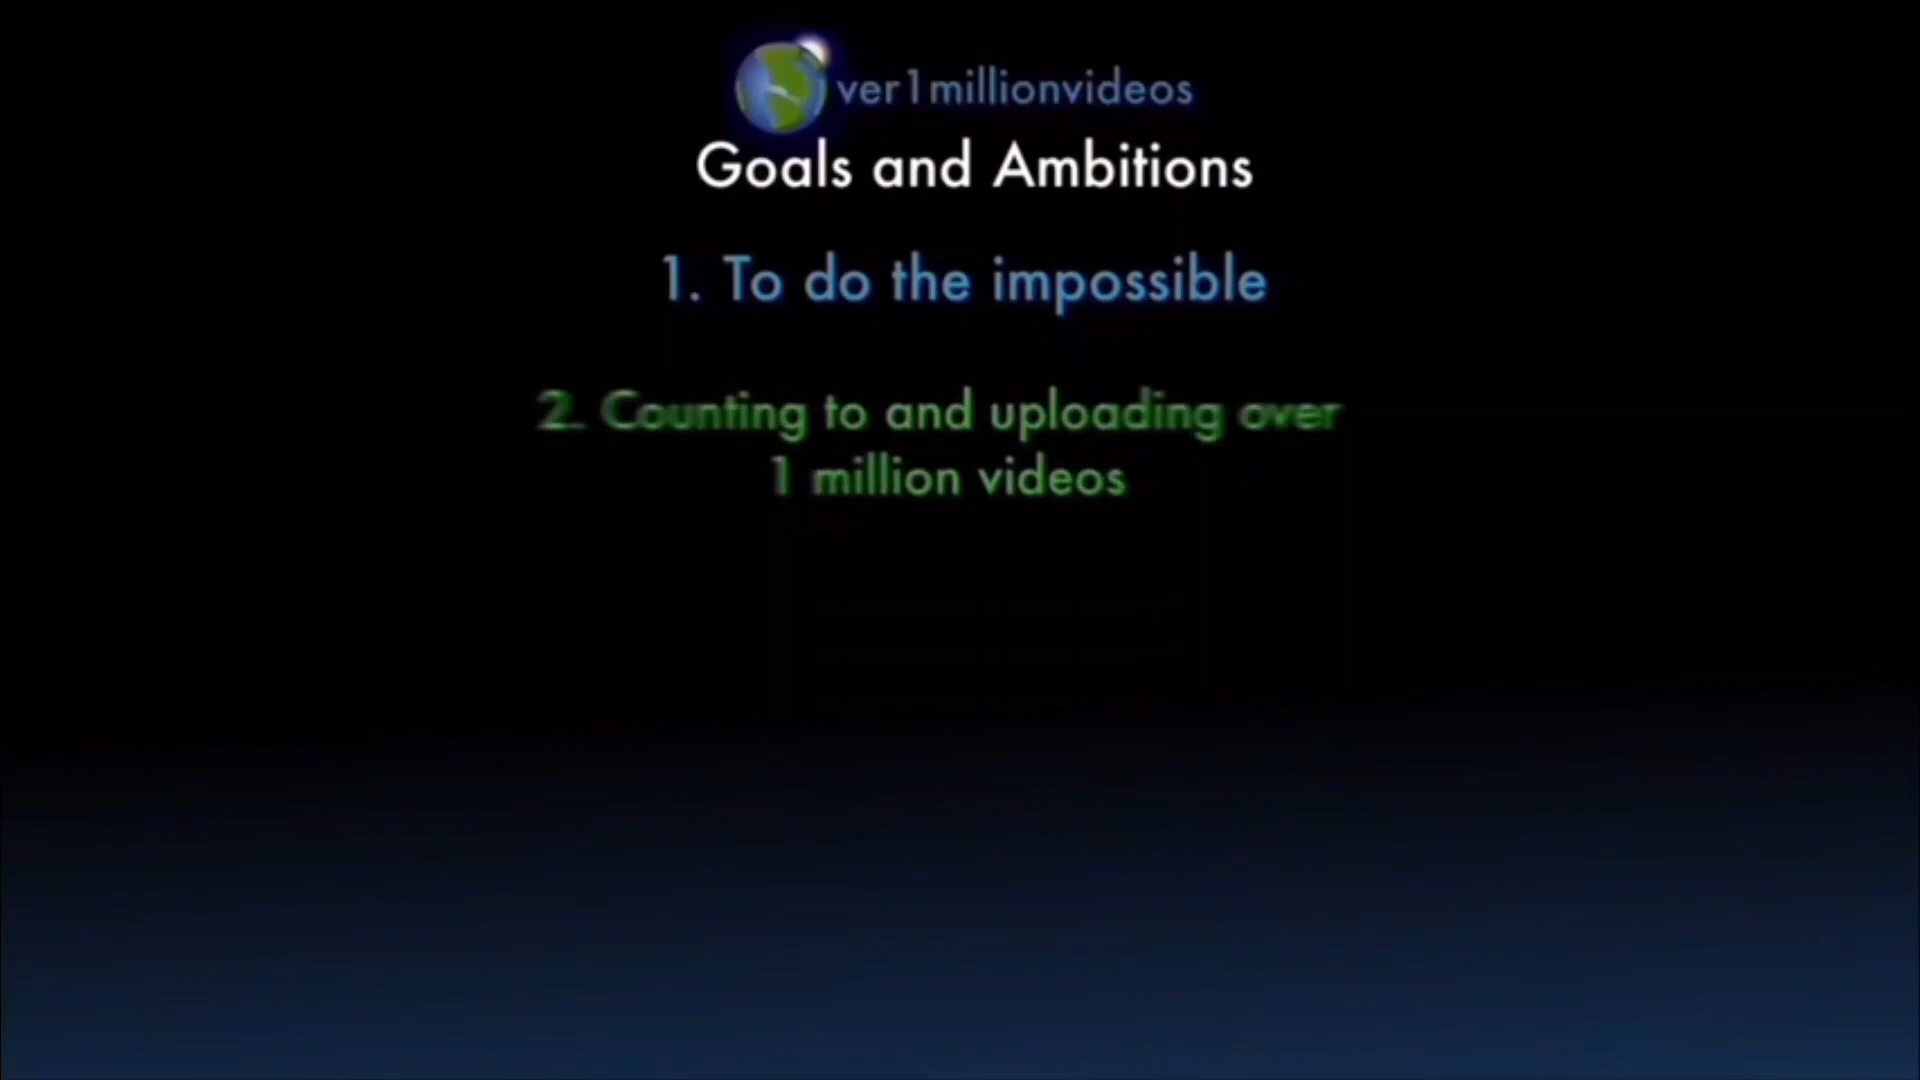 ver1millionvideos
Goals and Ambitions
1. To do the impossible
2. Counting to and uploading over
1 million videos